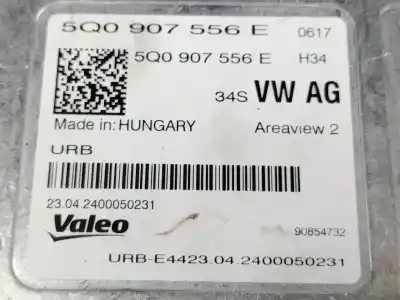 5Q0 907 556 E 0617
5Q0 907 556 E H34
34S VW AG
Made in: HUNGARY Areaview 2
URB
23.04.2400050231
Valeo 90854732
URB-E4423.04.2400050231